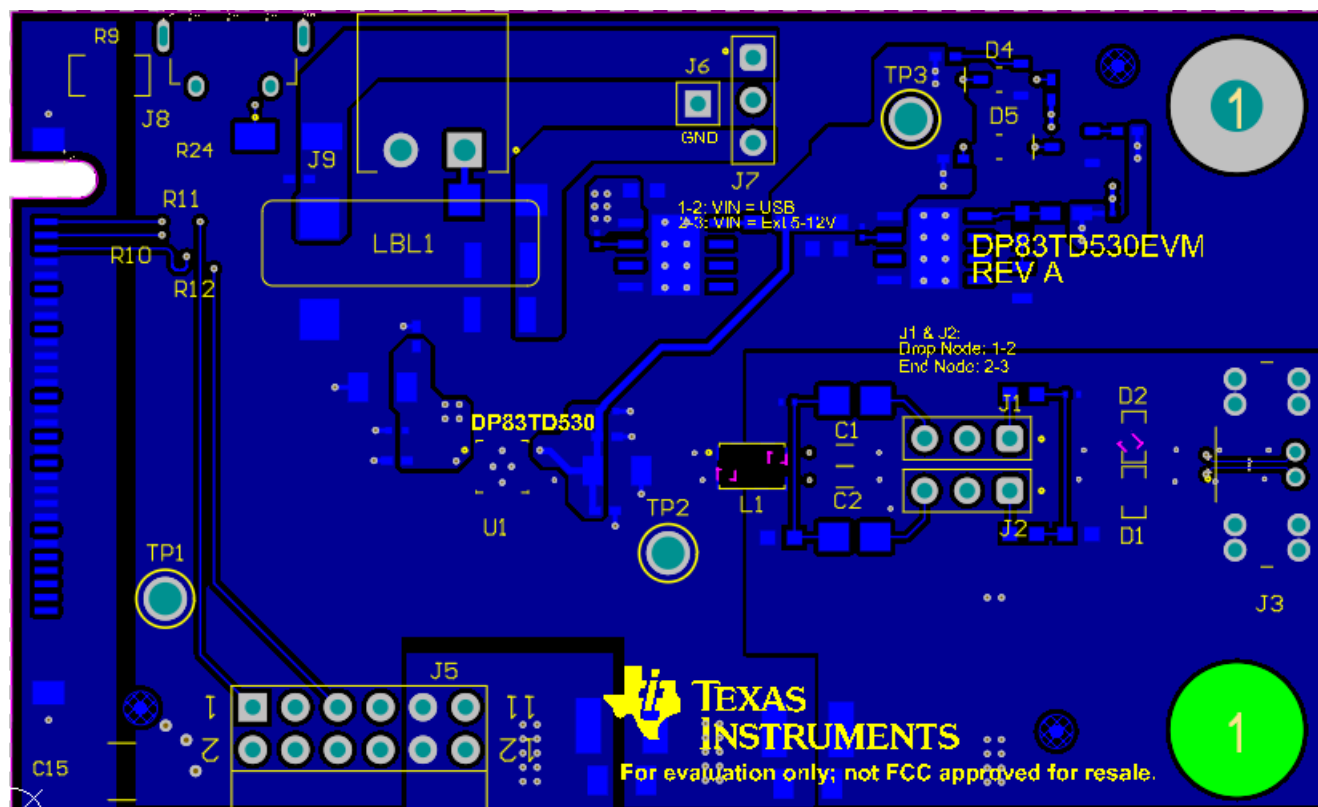 R9
J8
R24
J9
J6
GND
J7
1-2: VIN = USB
2-3: VIN = Ext 5-12V
TP3
D4
D5
1
R11
R10
R12
LBL1
DP83TD530EVM
REV A
J1 & J2:
Drop Node: 1-2
End Node: 2-3
DP83TD530
U1
L1
C1
C2
J1
J2
D2
D1
J3
TP2
TP1
J5
1
11
2
12
C15
TEXAS
INSTRUMENTS
For evaluation only; not FCC approved for resale.
1